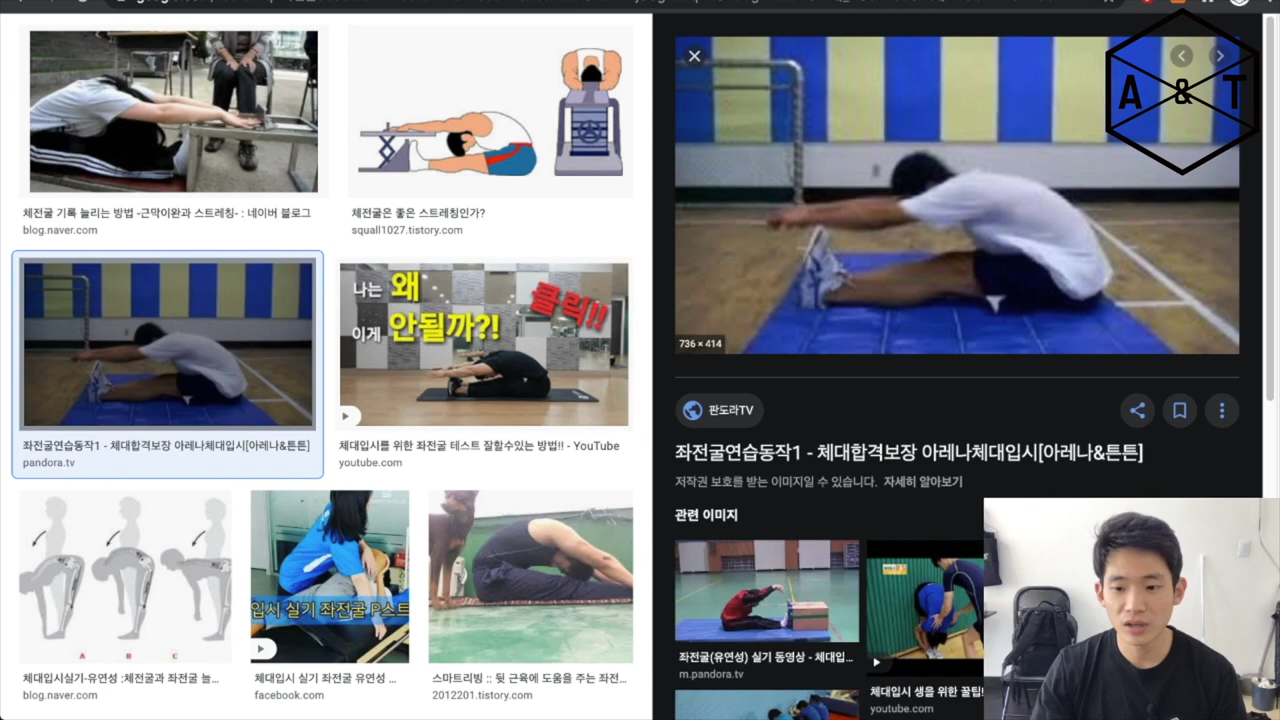 체전굴 기록 늘리는 방법 -근막이완과 스트레칭- : 네이버 블로그
blog.naver.com
체전굴은 좋은 스트레칭인가?
squall1027.tistory.com
나는 왜
이게 안될까?!
클릭!!
좌전굴연습동작1 - 체대합격보장 아레나체대입시[아레나&튼튼]
pandora.tv
체대입시를 위한 좌전굴 테스트 잘할수있는 방법!! - YouTube
youtube.com
A B C
입시 실기 좌전굴 P스트
체대입시실기-유연성 :체전굴과 좌전굴 늘...
blog.naver.com
체대입시 실기 좌전굴 유연성 ...
facebook.com
스마트리빙 :: 뒷 근육에 도움을 주는 좌전...
2012201.tistory.com
A & T
736 × 414
판도라TV
좌전굴연습동작1 - 체대합격보장 아레나체대입시[아레나&튼튼]
저작권 보호를 받는 이미지일 수 있습니다. 자세히 알아보기
관련 이미지
좌전굴(유연성) 실기 동영상 - 체대입...
m.pandora.tv
체대입시 생을 위한 꿀팁!
youtube.com